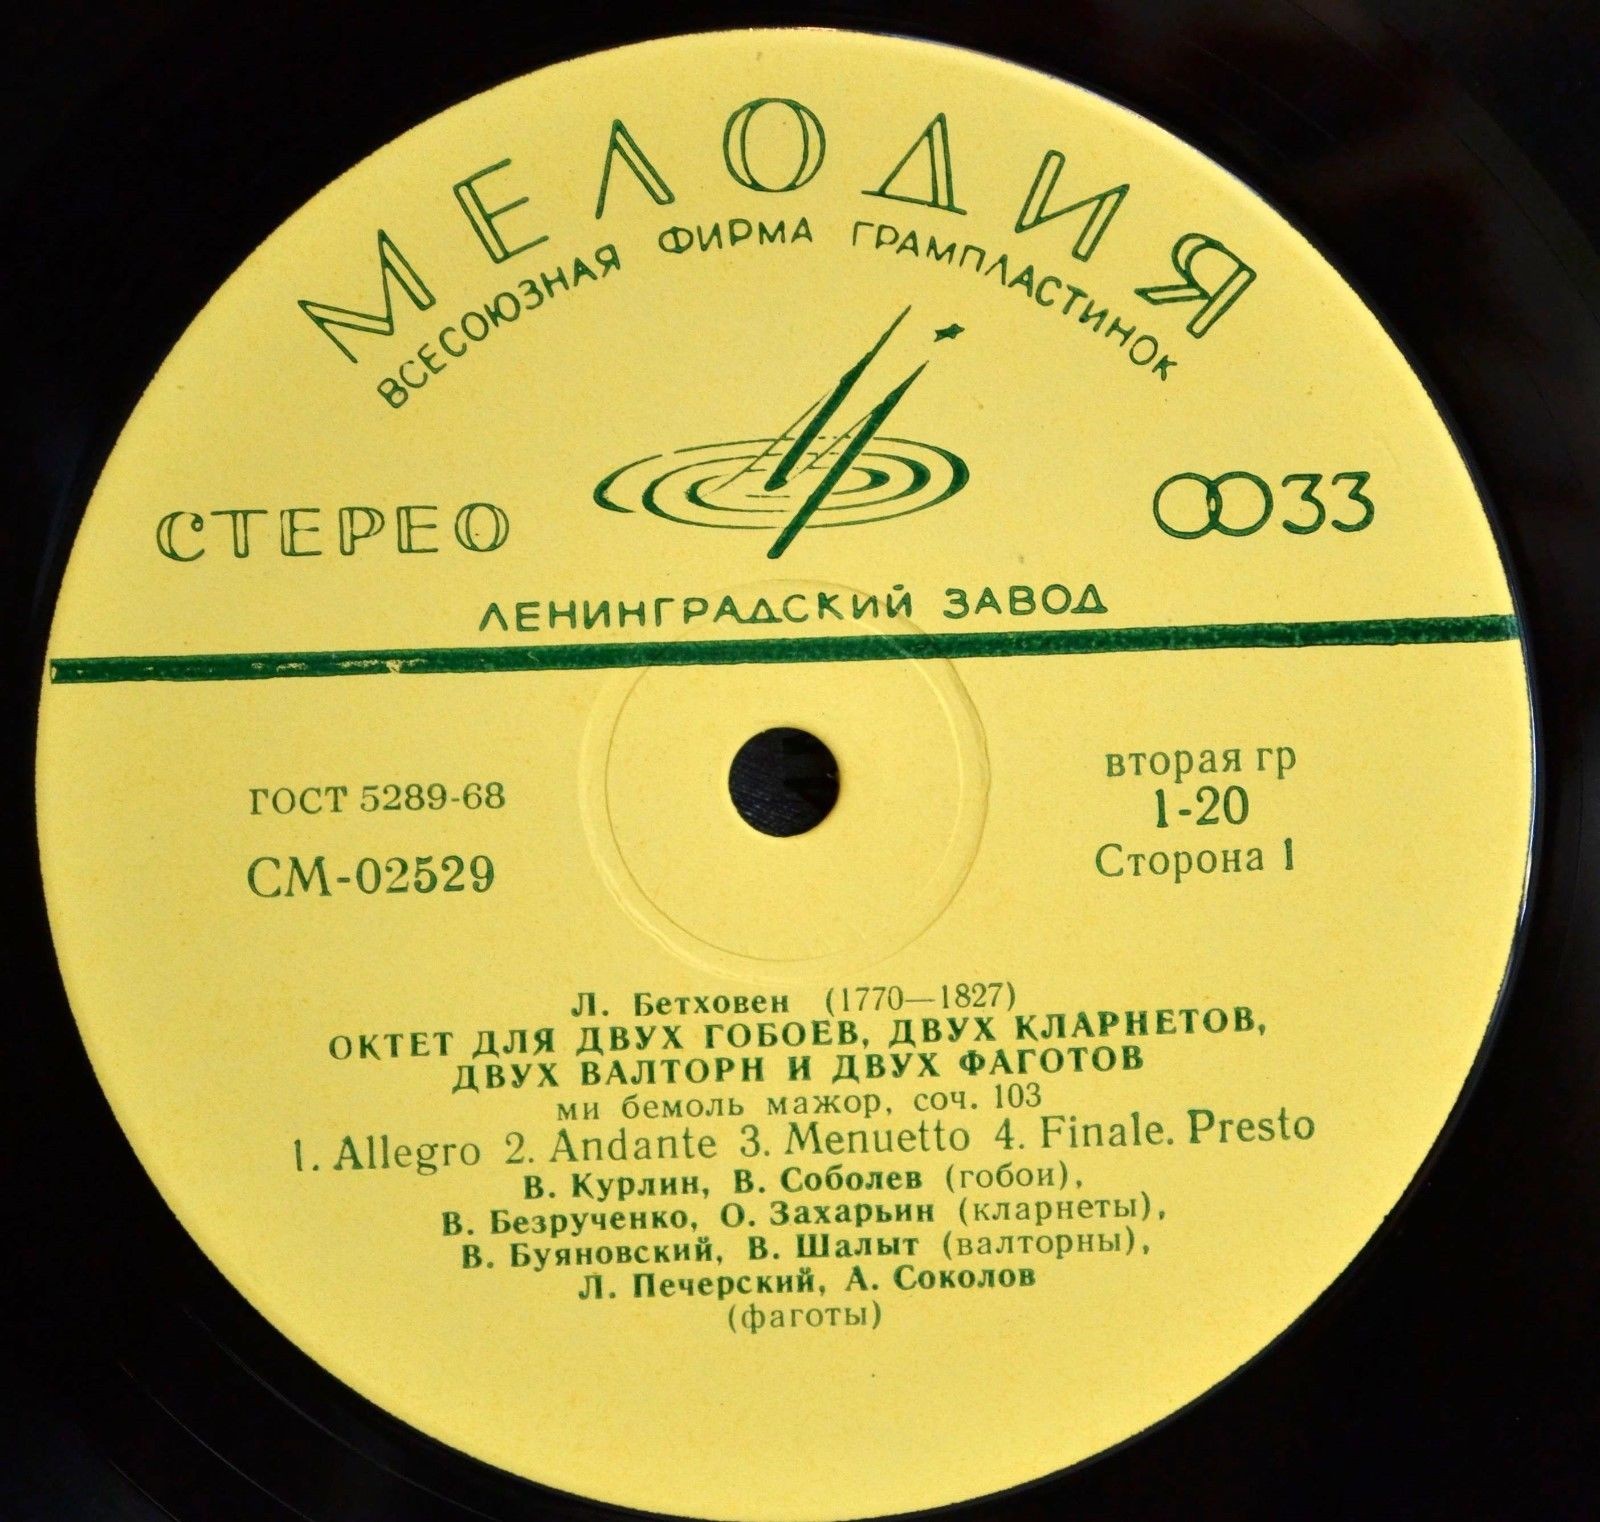 МЕЛОДИЯ
ВСЕСОЮЗНАЯ ФИРМА ГРАМПЛАСТИНОК
СТЕРЕО
33
ЛЕНИНГРАДСКИЙ ЗАВОД
ГОСТ 5289-68
СМ-02529
вторая гр
1-20
Сторона 1
Л. Бетховен (1770—1827)
ОКТЕТ ДЛЯ ДВУХ ГОБОЕВ, ДВУХ КЛАРНЕТОВ,
ДВУХ ВАЛТОРН И ДВУХ ФАГОТОВ
ми бемоль мажор, соч. 103
1. Allegro 2. Andante 3. Menuetto 4. Finale. Presto
В. Курлин, В. Соболев (гобои),
В. Безрученко, О. Захарьин (кларнеты),
В. Буяновский, В. Шалыт (валторны),
Л. Печерский, А. Соколов
(фаготы)